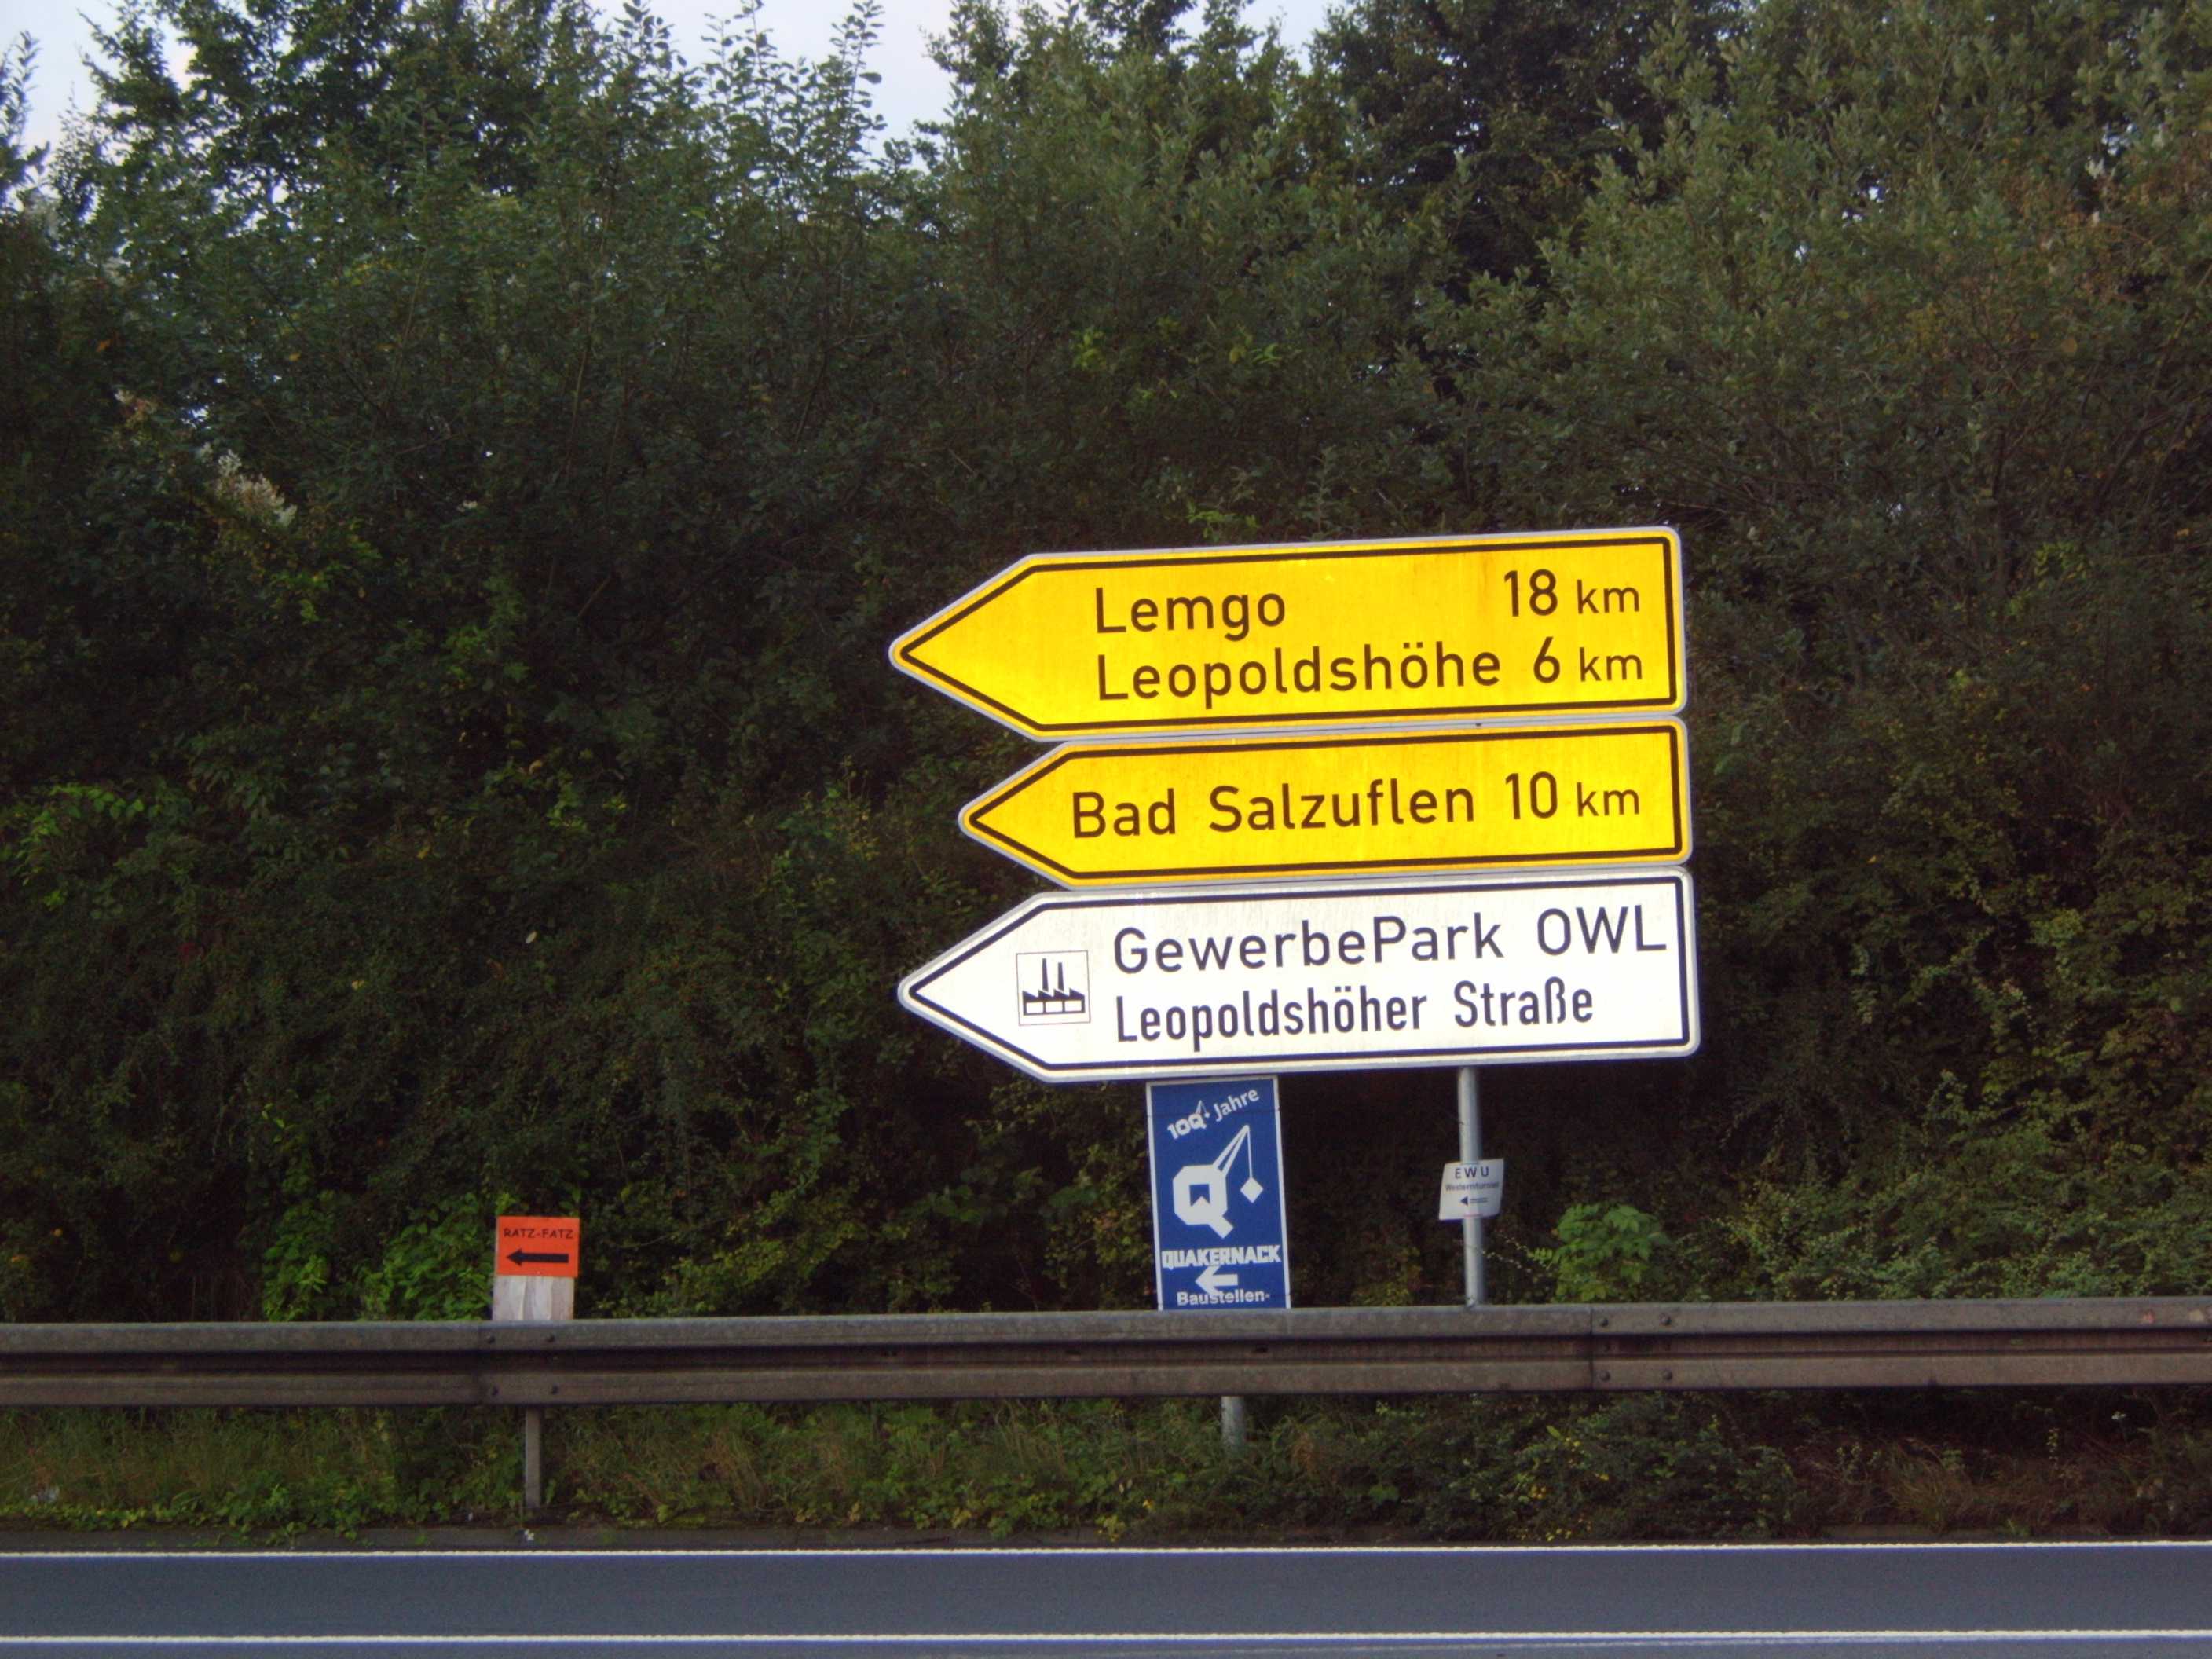 Lemgo 18 km
Leopoldshöhe 6 km
Bad Salzuflen 10 km
GewerbePark OWL
Leopoldshöher Straße
100 Jahre
QUAKERNACK
Baustellen-
EWU
Westernturnier
RATZ-FATZ